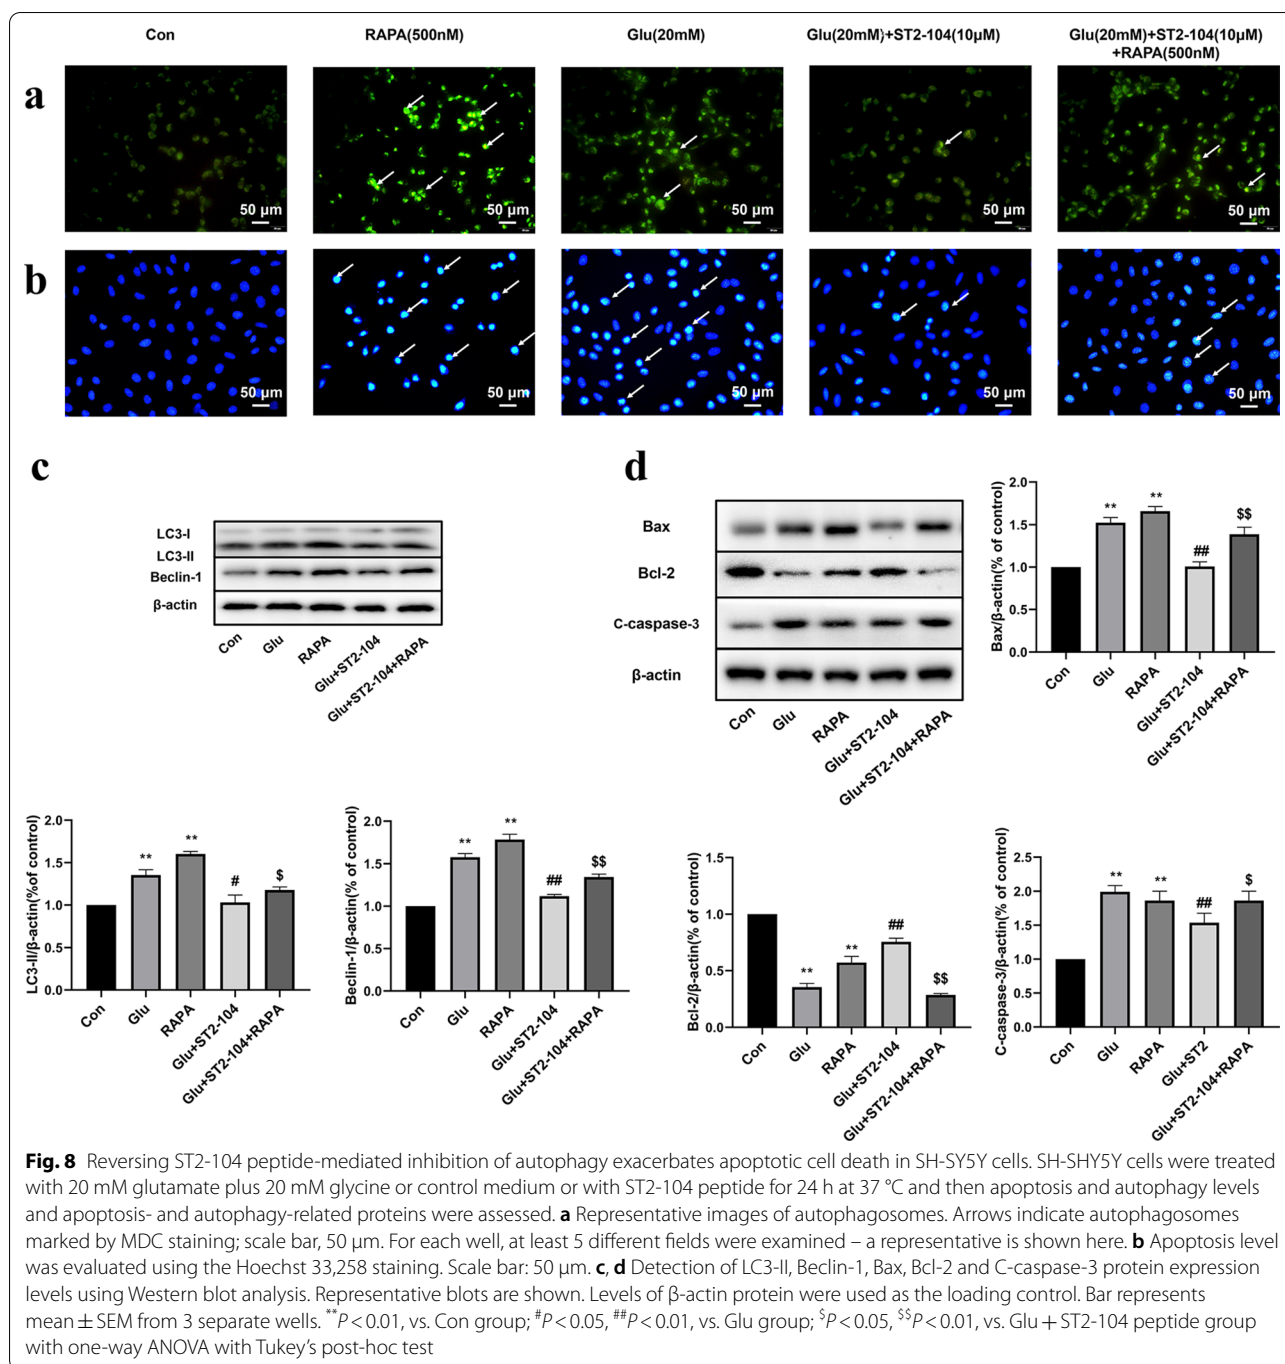 Con
RAPA(500nM)
Glu(20mM)
Glu(20mM)+ST2-104(10μM)
Glu(20mM)+ST2-104(10μM)
+RAPA(500nM)
a
50 μm
50 μm
50 μm
50 μm
50 μm
b
50 μm
50 μm
50 μm
50 μm
50 μm
c
LC3-I
LC3-II
Beclin-1
β-actin
Con
Glu
RAPA
Glu+ST2-104
Glu+ST2-104+RAPA
d
Bax
Bcl-2
C-caspase-3
β-actin
Con
Glu
RAPA
Glu+ST2-104
Glu+ST2-104+RAPA
Bax/β-actin(% of control)
2.0
1.5
1.0
0.5
0.0
**
**
##
$$
Con
Glu
RAPA
Glu+ST2-104
Glu+ST2-104+RAPA
LC3-II/β-actin(%of control)
2.0
1.5
1.0
0.5
0.0
**
**
#
$
Con
Glu
RAPA
Glu+ST2-104
Glu+ST2-104+RAPA
Beclin-1/β-actin(% of control)
2.0
1.5
1.0
0.5
0.0
**
**
##
$$
Con
Glu
RAPA
Glu+ST2-104
Glu+ST2-104+RAPA
Bcl-2/β-actin(% of control)
1.5
1.0
0.5
0.0
**
**
##
$$
Con
Glu
RAPA
Glu+ST2-104
Glu+ST2-104+RAPA
C-caspase-3/β-actin(% of control)
2.5
2.0
1.5
1.0
0.5
0.0
**
**
##
$
Con
Glu
RAPA
Glu+ST2
Glu+ST2-104+RAPA
Fig. 8 Reversing ST2-104 peptide-mediated inhibition of autophagy exacerbates apoptotic cell death in SH-SY5Y cells. SH-SHY5Y cells were treated
with 20 mM glutamate plus 20 mM glycine or control medium or with ST2-104 peptide for 24 h at 37 °C and then apoptosis and autophagy levels
and apoptosis- and autophagy-related proteins were assessed. a Representative images of autophagosomes. Arrows indicate autophagosomes
marked by MDC staining; scale bar, 50 μm. For each well, at least 5 different fields were examined – a representative is shown here. b Apoptosis level
was evaluated using the Hoechst 33,258 staining. Scale bar: 50 μm. c, d Detection of LC3-II, Beclin-1, Bax, Bcl-2 and C-caspase-3 protein expression
levels using Western blot analysis. Representative blots are shown. Levels of β-actin protein were used as the loading control. Bar represents
mean ± SEM from 3 separate wells. **P < 0.01, vs. Con group; #P < 0.05, ##P < 0.01, vs. Glu group; $P < 0.05, $$P < 0.01, vs. Glu + ST2-104 peptide group
with one-way ANOVA with Tukey's post-hoc test